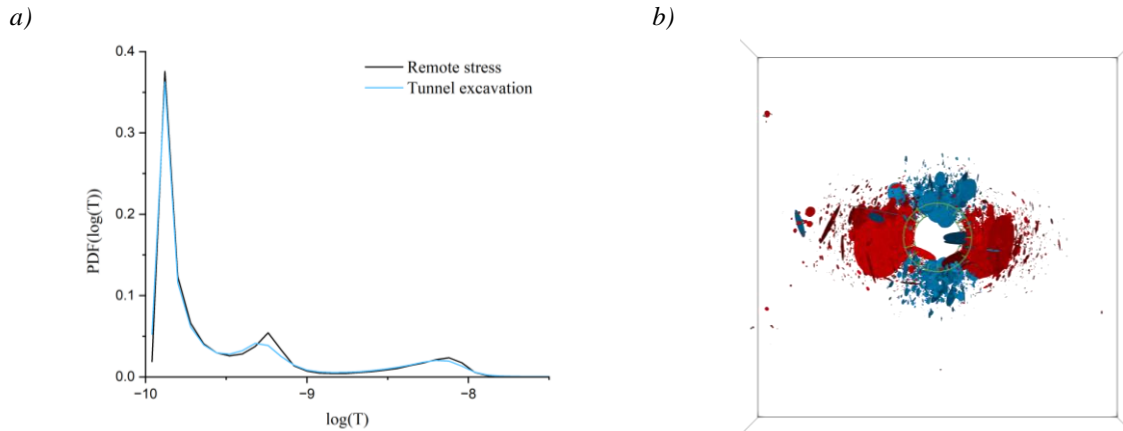 a)
b)
0.4
Remote stress
Tunnel excavation
0.3
PDF(log(T))
0.2
0.1
0.0
−10
−9
−8
log(T)